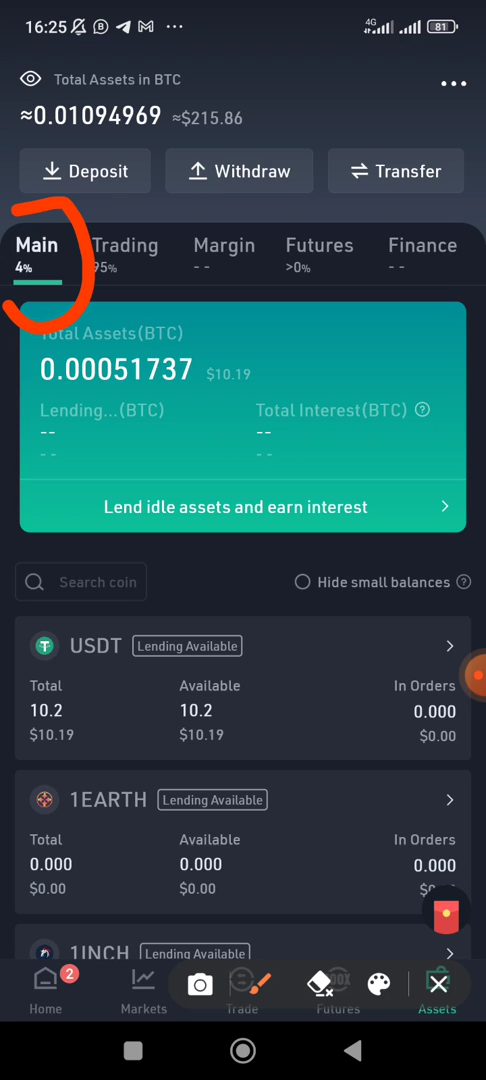 16:25
4G
81
Total Assets in BTC
≈0.01094969 ≈$215.86
Deposit Withdraw Transfer
Main Trading Margin Futures Finance
4% 95% - - >0% - -
Total Assets(BTC)
0.00051737 $10.19
Lending...(BTC) Total Interest(BTC) ?
-- --
- - - -
Lend idle assets and earn interest
Search coin Hide small balances ?
USDT Lending Available
Total Available In Orders
10.2 10.2 0.000
$10.19 $10.19 $0.00
1EARTH Lending Available
Total Available In Orders
0.000 0.000 0.000
$0.00 $0.00
1INCH Lending Available
2
Home Markets Trade Futures Assets